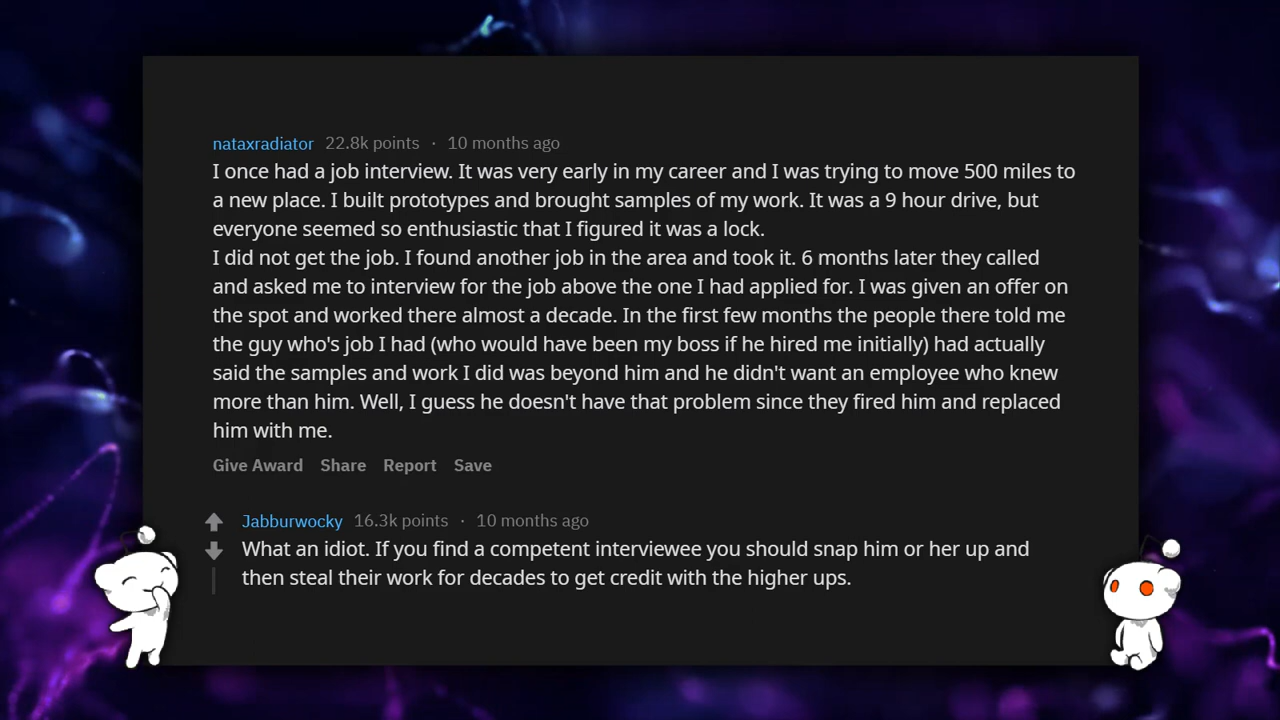 nataxradiator 22.8k points · 10 months ago
I once had a job interview. It was very early in my career and I was trying to move 500 miles to
a new place. I built prototypes and brought samples of my work. It was a 9 hour drive, but
everyone seemed so enthusiastic that I figured it was a lock.
I did not get the job. I found another job in the area and took it. 6 months later they called
and asked me to interview for the job above the one I had applied for. I was given an offer on
the spot and worked there almost a decade. In the first few months the people there told me
the guy who's job I had (who would have been my boss if he hired me initially) had actually
said the samples and work I did was beyond him and he didn't want an employee who knew
more than him. Well, I guess he doesn't have that problem since they fired him and replaced
him with me.
Give Award Share Report Save
Jabburwocky 16.3k points · 10 months ago
What an idiot. If you find a competent interviewee you should snap him or her up and
then steal their work for decades to get credit with the higher ups.